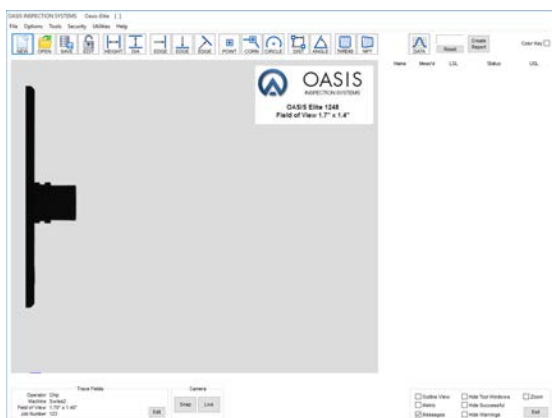 OASIS INSPECTION SYSTEMS Oasis Elite [ ]
File Options Tools Security Utilities Help
NEW OPEN SAVE EDIT HEIGHT DIA. EDGE EDGE EDGE POINT CORN CIRCLE DIST ANGLE THREAD NPT DATA Reset Create Report Color Key
Name Meas'd LSL Status USL
OASIS
INSPECTION SYSTEMS
OASIS Elite 1248
Field of View 1.7" x 1.4"
Trace Fields
Operator Chip
Machine Swiss2
Field of View 1.70" x 1.40"
Job Number 123
Edit
Camera
Snap Live
Outline View Hide Tool Windows Zoom
Retro Hide Successful
Messages Hide Warnings Exit